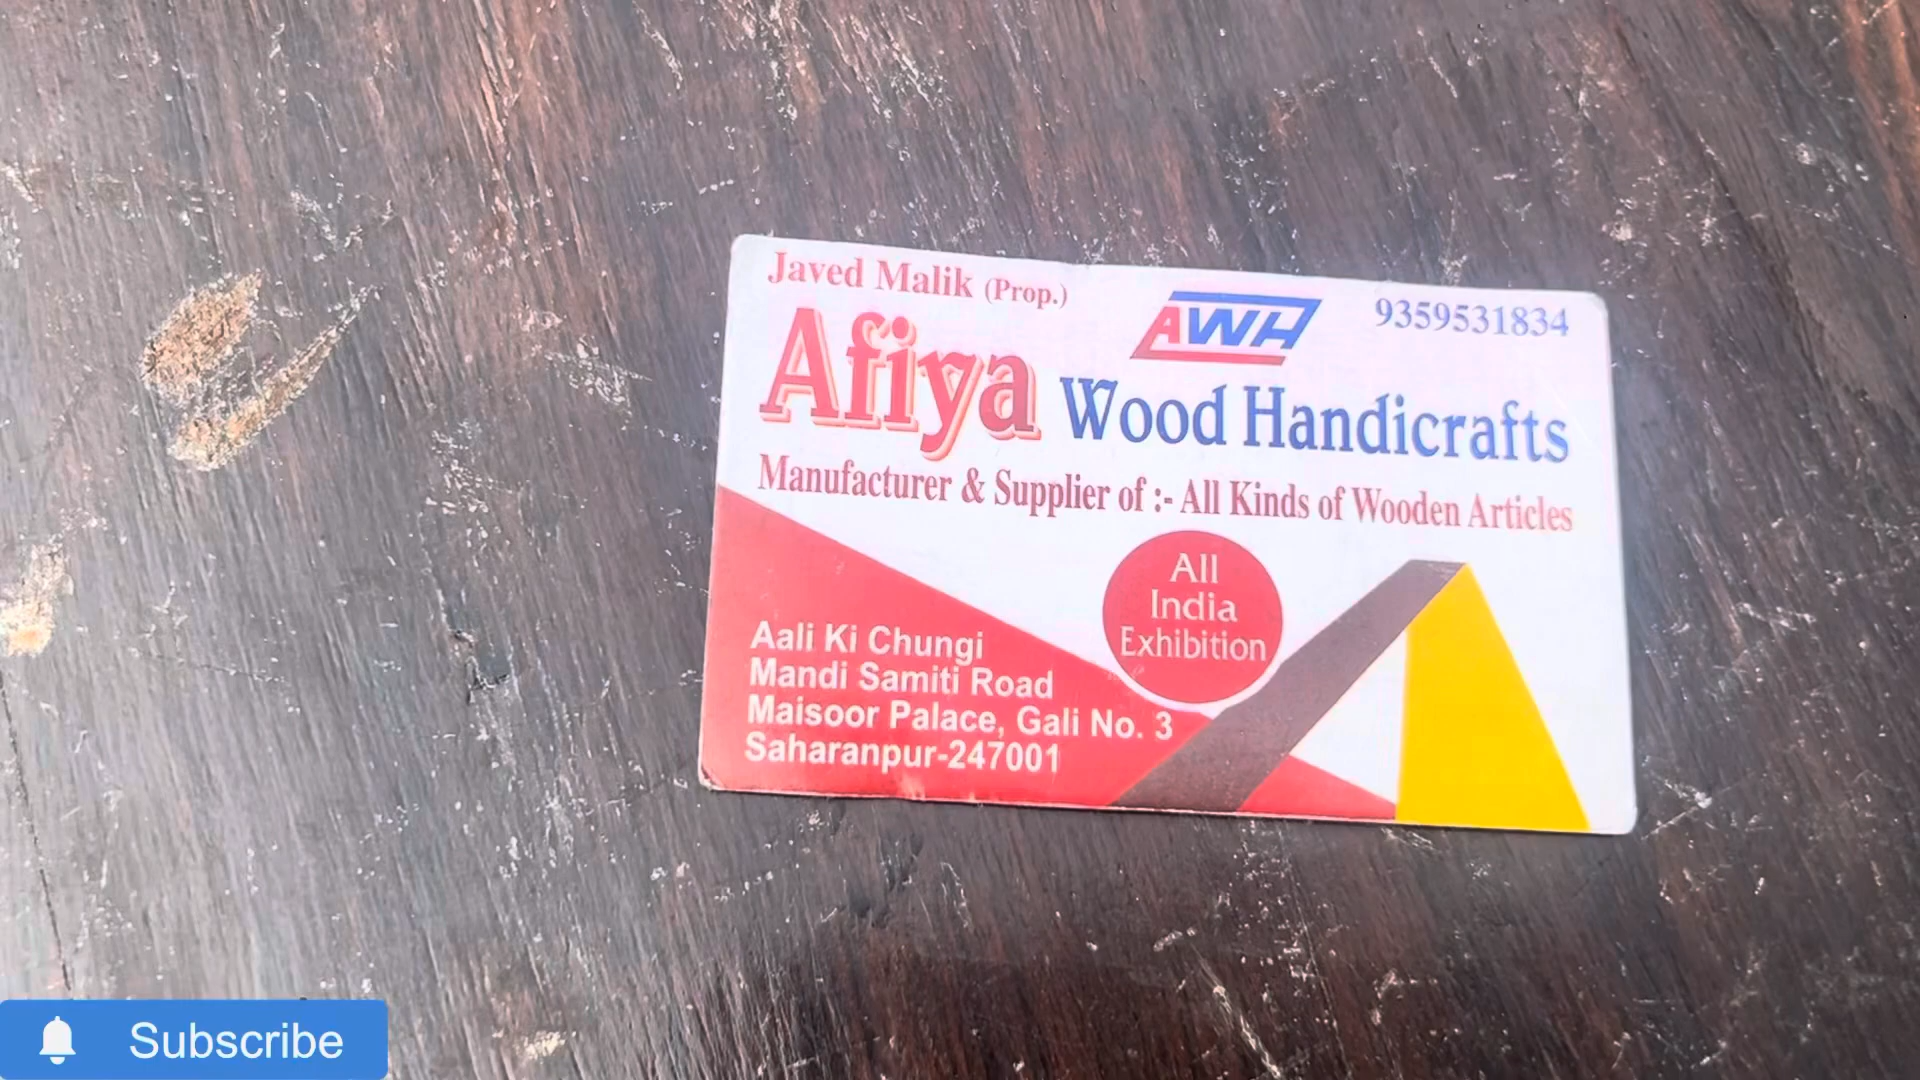 Javed Malik (Prop.)
AWH
9359531834
Afiya Wood Handicrafts
Manufacturer & Supplier of :- All Kinds of Wooden Articles
All
India
Exhibition
Aali Ki Chungi
Mandi Samiti Road
Maisoor Palace, Gali No. 3
Saharanpur-247001
Subscribe